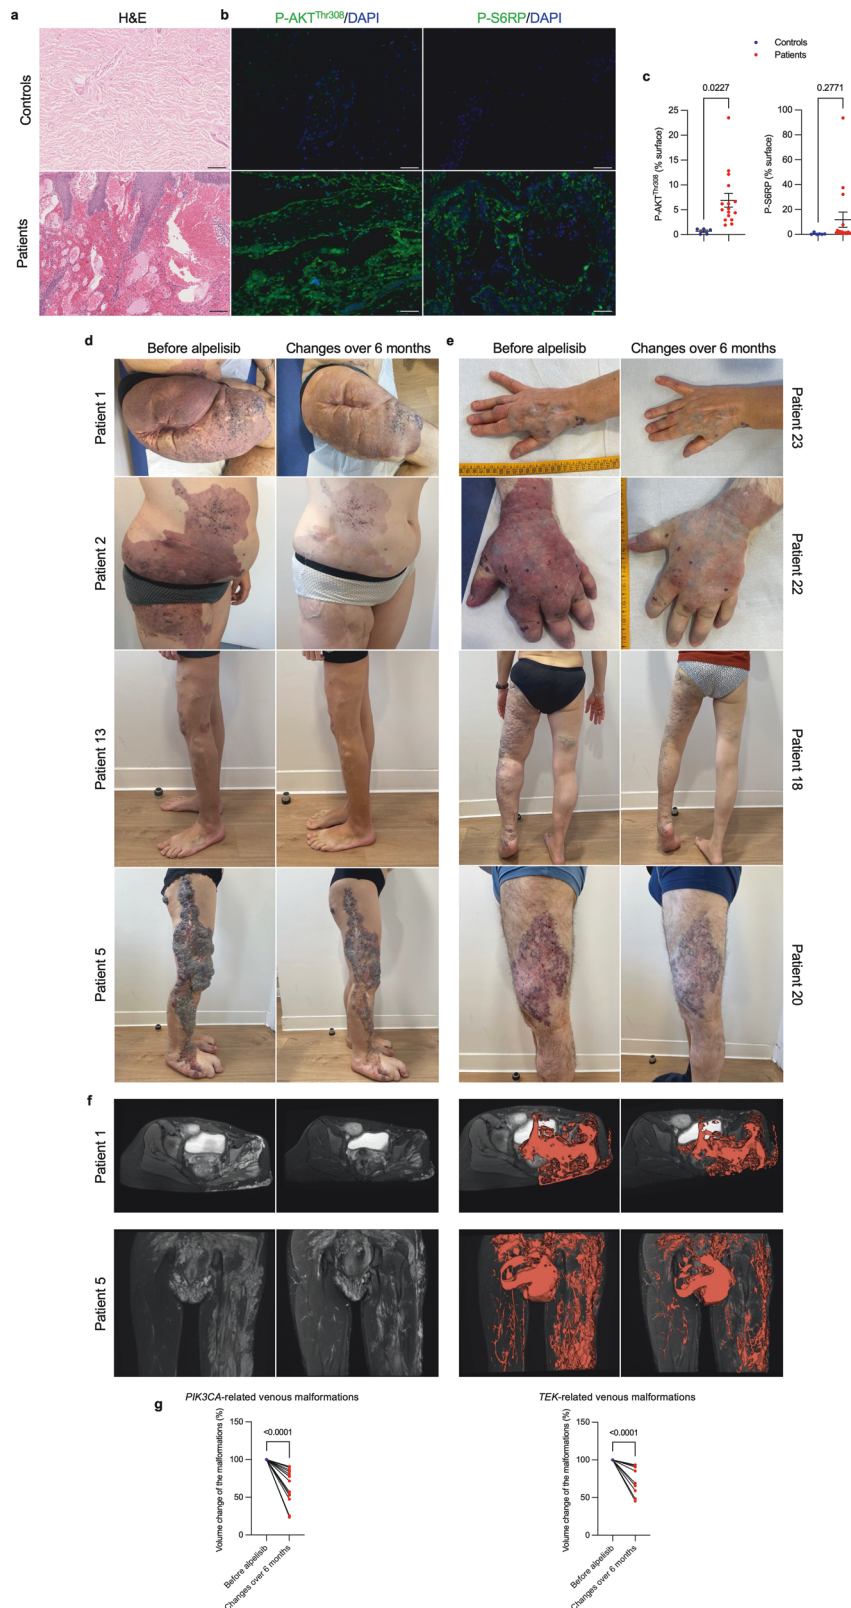 a
H&E
b
P-AKTThr308/DAPI
P-S6RP/DAPI
Controls
Patients
Controls
Patients
c
0.0227
0.2771
P-AKTThr308 (% surface)
25
20
15
10
5
0
P-S6RP (% surface)
100
80
60
40
20
0
d
Before alpelisib
Changes over 6 months
e
Before alpelisib
Changes over 6 months
Patient 1
Patient 23
Patient 2
Patient 22
Patient 13
Patient 18
Patient 5
Patient 20
f
Patient 1
Patient 5
g
PIK3CA-related venous malformations
Volume change of the malformations (%)
150
100
50
0
<0.0001
Before alpelisib
Changes over 6 months
TEK-related venous malformations
Volume change of the malformations (%)
150
100
50
0
<0.0001
Before alpelisib
Changes over 6 months